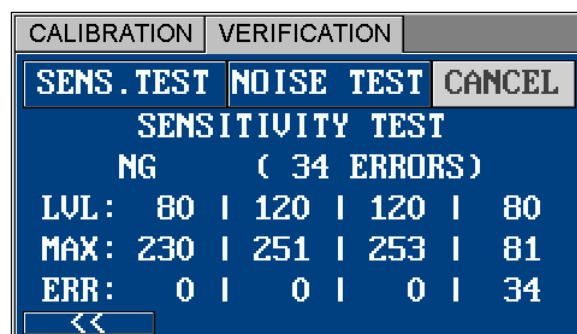 CALIBRATION VERIFICATION
SENS.TEST NOISE TEST CANCEL
SENSITIVITY TEST
NG ( 34 ERRORS)
LVL: 80 | 120 | 120 | 80
MAX: 230 | 251 | 253 | 81
ERR: 0 | 0 | 0 | 34
<<